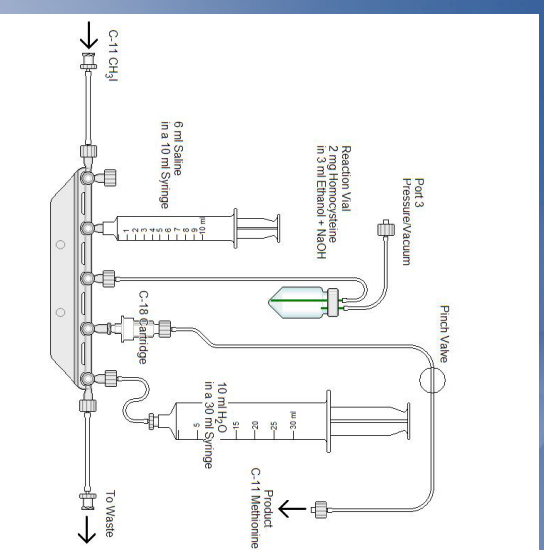 C-11 CH₃I
6 ml Saline
in a 10 ml Syringe
1 2 3 4 5 6 7 8 9 10 ml
Reaction Vial
2 mg Homocysteine
in 3 ml Ethanol + NaOH
Port 3
Pressure/Vacuum
C-18 Cartridge
Pinch Valve
10 ml H₂O
in a 30 ml Syringe
5 15 20 25 30 ml
Product
C-11 Methionine
To Waste